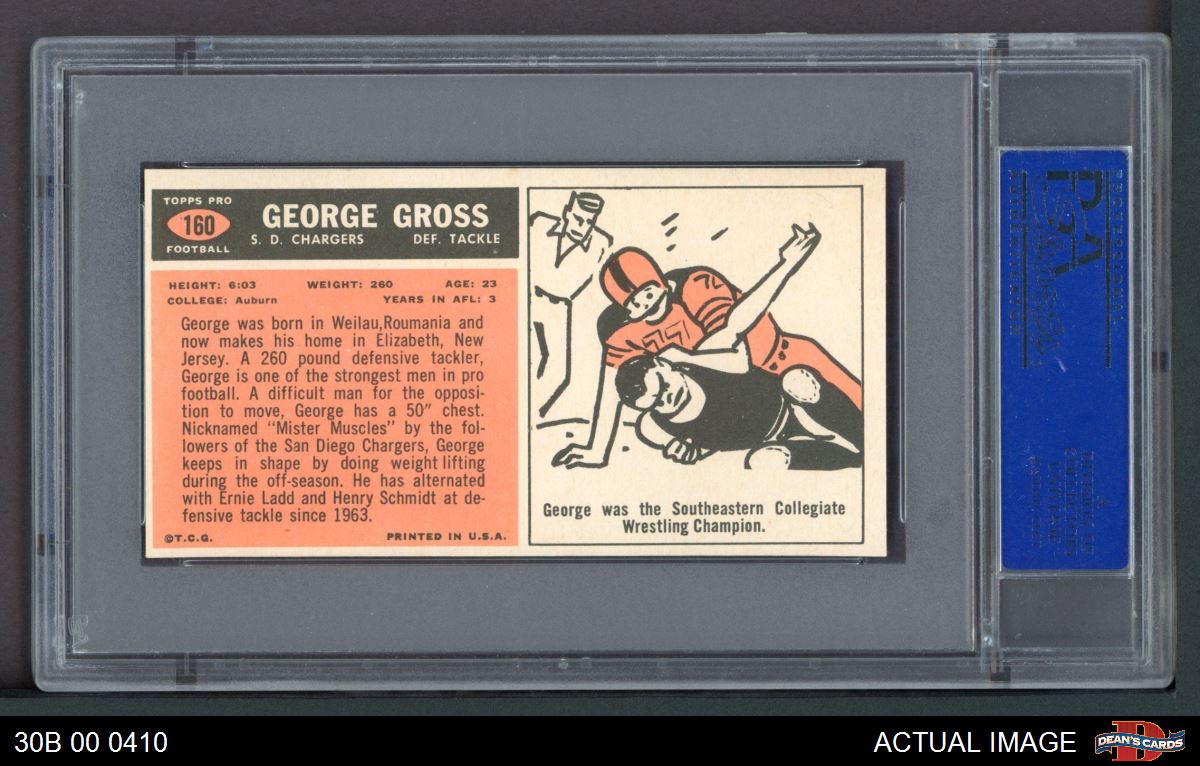 TOPPS PRO
160
FOOTBALL
GEORGE GROSS
S. D. CHARGERS DEF. TACKLE
HEIGHT: 6:03 WEIGHT: 260 AGE: 23
COLLEGE: Auburn YEARS IN AFL: 3
George was born in Weilau,Roumania and
now makes his home in Elizabeth, New
Jersey. A 260 pound defensive tackler,
George is one of the strongest men in pro
football. A difficult man for the opposi-
tion to move, George has a 50″ chest.
Nicknamed "Mister Muscles" by the fol-
lowers of the San Diego Chargers, George
keeps in shape by doing weight lifting
during the off-season. He has alternated
with Ernie Ladd and Henry Schmidt at de-
fensive tackle since 1963.
©T.C.G. PRINTED IN U.S.A.
77
George was the Southeastern Collegiate
Wrestling Champion.
PSA
30B 00 0410
ACTUAL IMAGE
DEAN'S CARDS